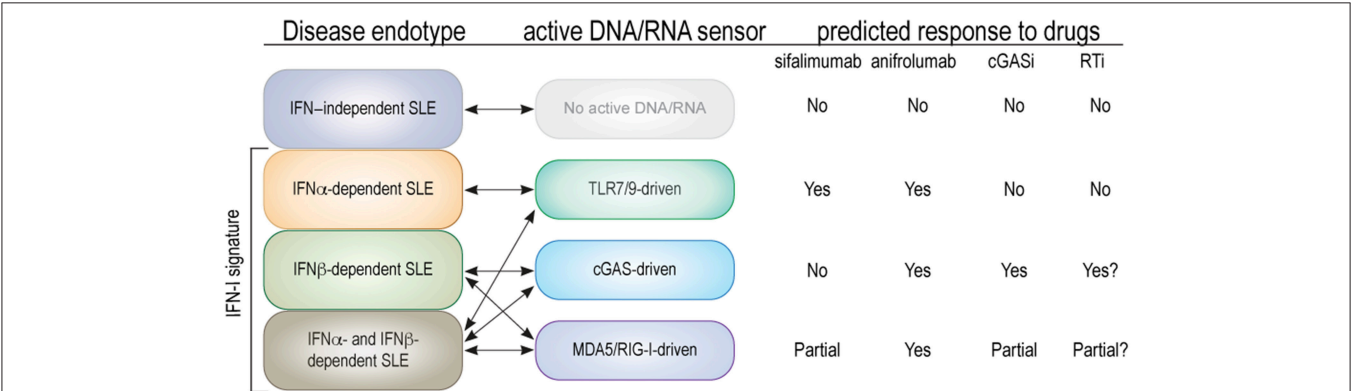 Disease endotype active DNA/RNA sensor predicted response to drugs
sifalimumab anifrolumab cGASi RTi
IFN–independent SLE No active DNA/RNA No No No No
IFN-I signature
IFNα-dependent SLE TLR7/9-driven Yes Yes No No
IFNβ-dependent SLE cGAS-driven No Yes Yes Yes?
IFNα- and IFNβ-
dependent SLE MDA5/RIG-I-driven Partial Yes Partial Partial?